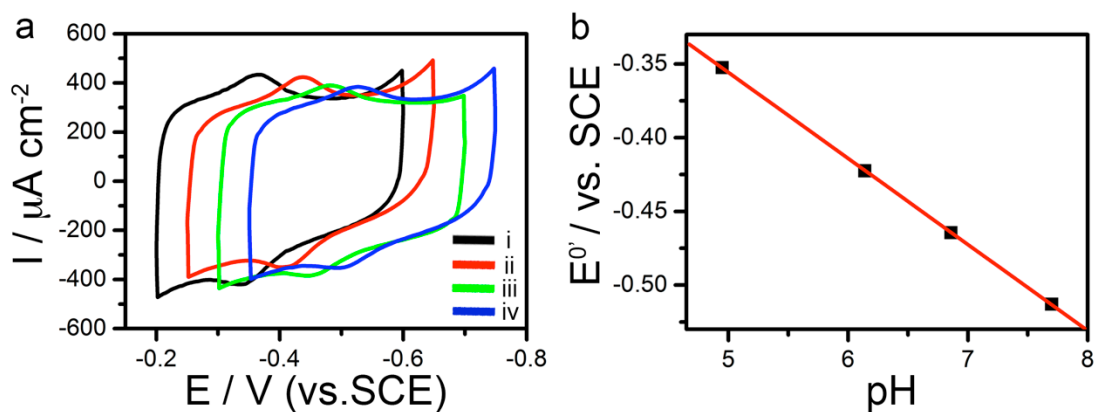 a
I / μA cm⁻²
600
400
200
0
-200
-400
-600
-0.2
-0.4
-0.6
-0.8
E / V (vs.SCE)
i
ii
iii
iv
b
E⁰' / vs. SCE
-0.35
-0.40
-0.45
-0.50
5
6
7
8
pH